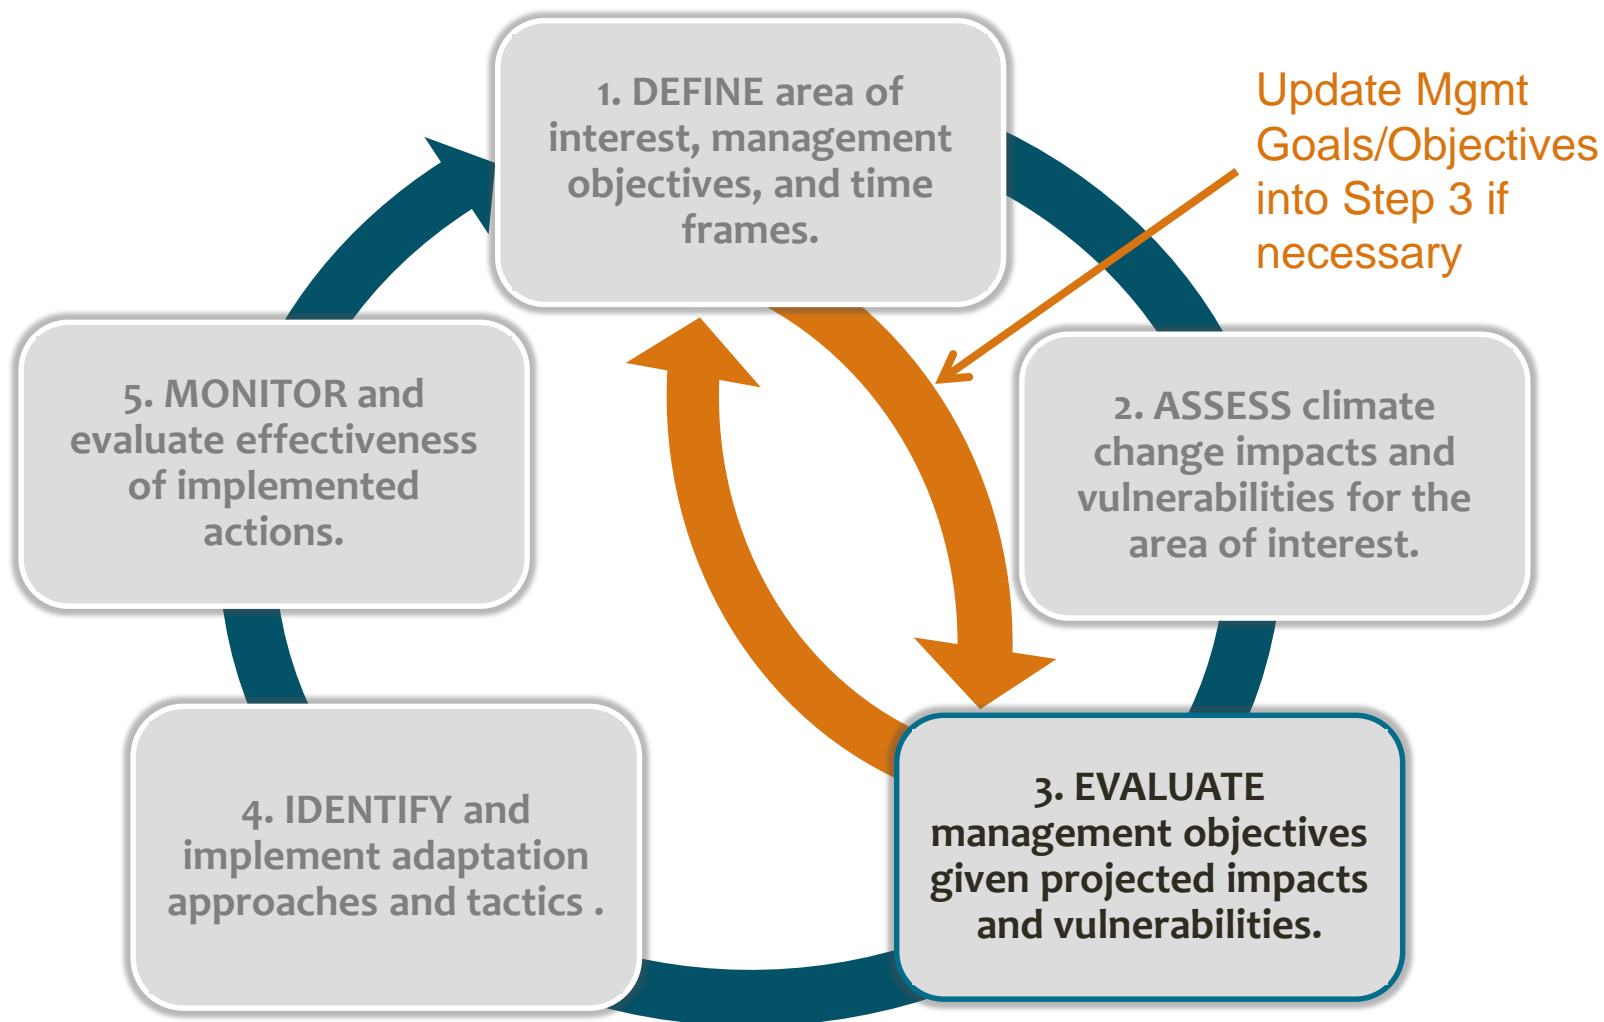 1. DEFINE area of
interest, management
objectives, and time
frames.
Update Mgmt
Goals/Objectives
into Step 3 if
necessary
2. ASSESS climate
change impacts and
vulnerabilities for the
area of interest.
3. EVALUATE
management objectives
given projected impacts
and vulnerabilities.
4. IDENTIFY and
implement adaptation
approaches and tactics .
5. MONITOR and
evaluate effectiveness
of implemented
actions.